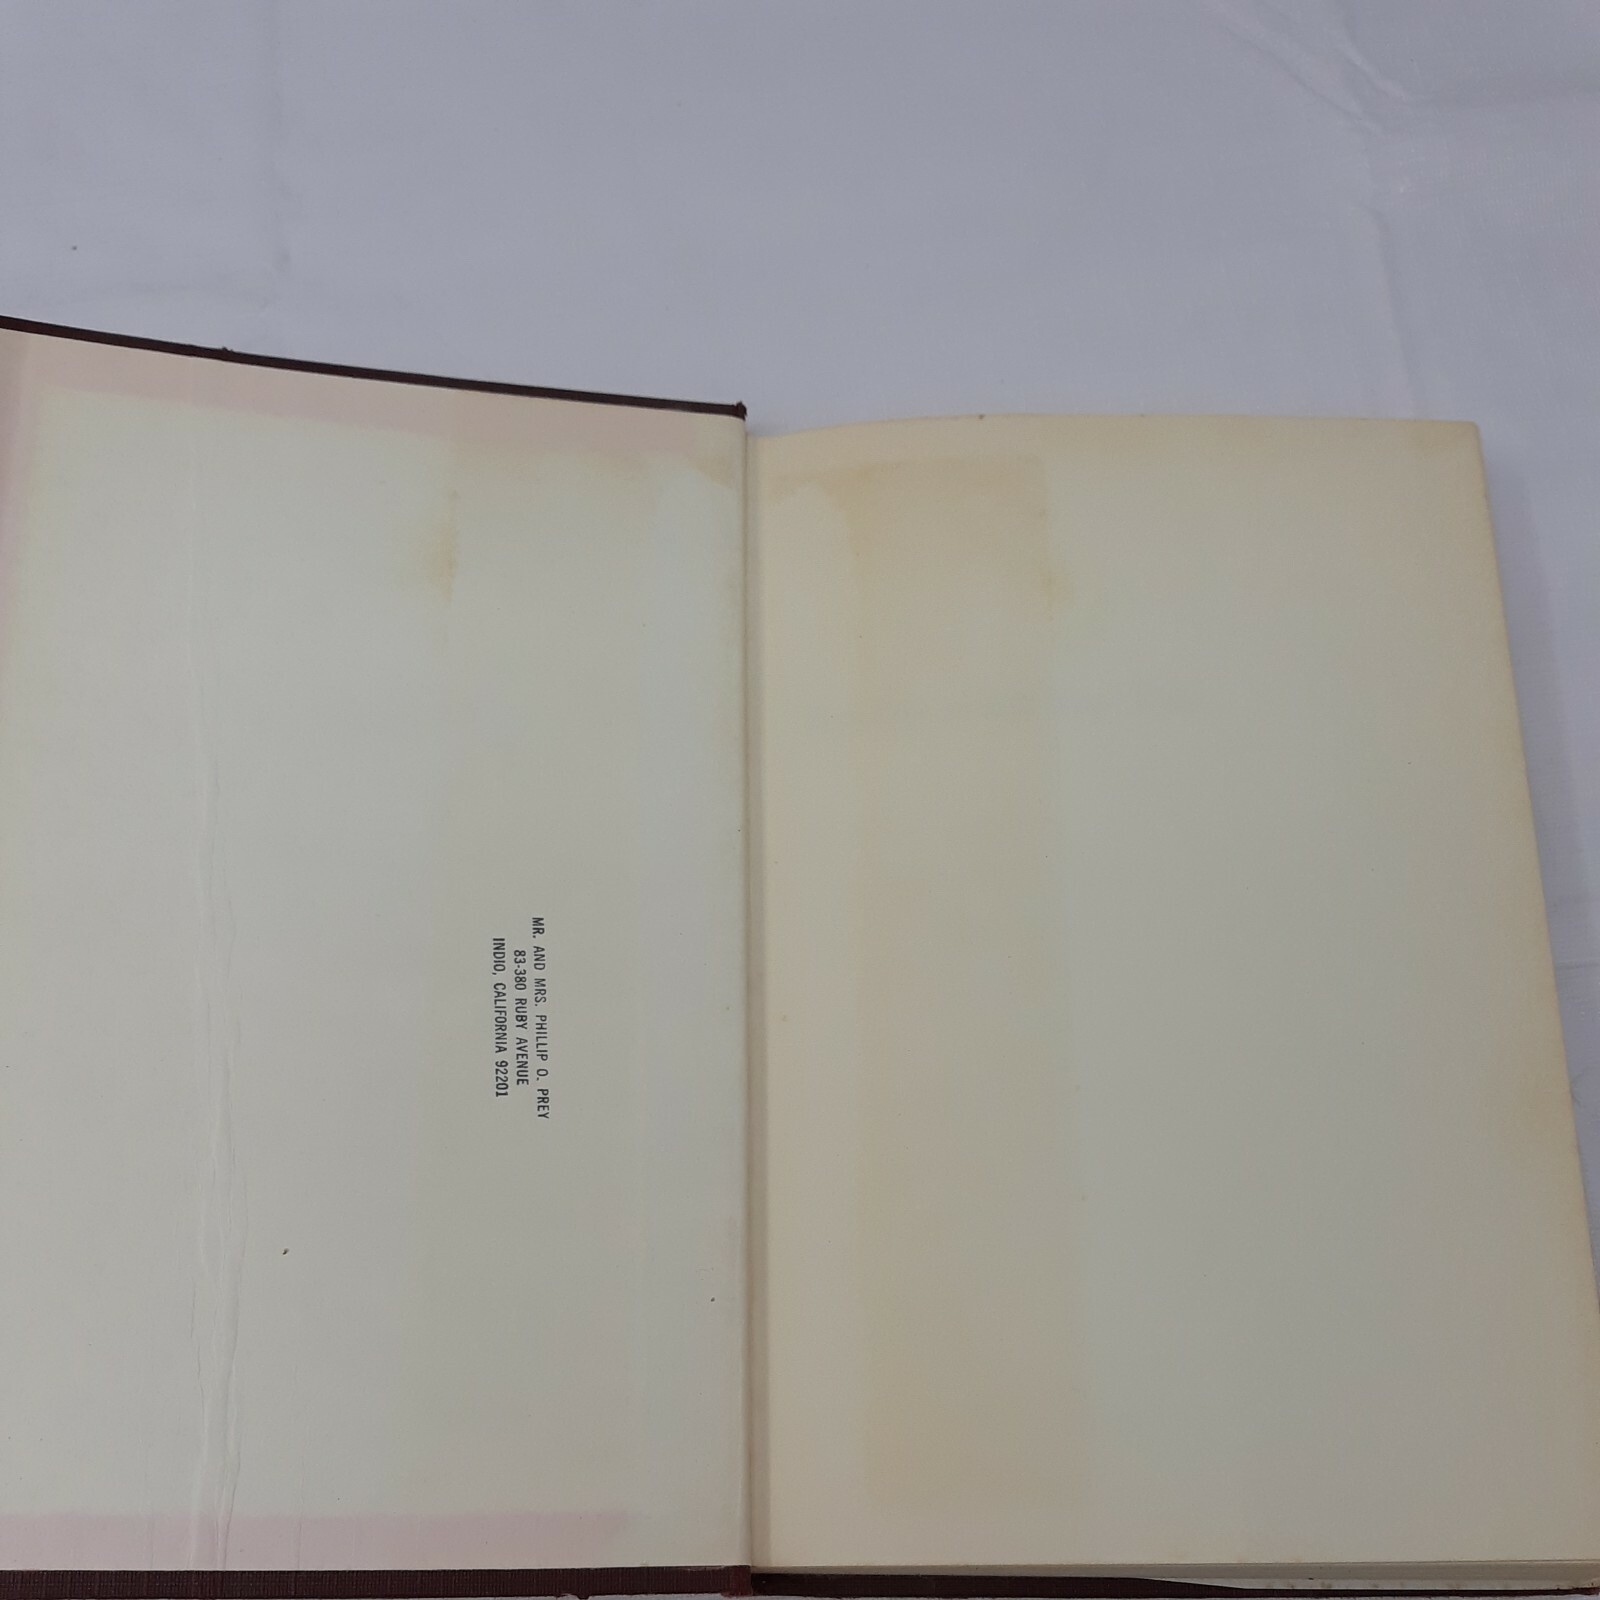 MR. AND MRS. PHILLIP O. PREY
83-380 RUBY AVENUE
INDIO, CALIFORNIA 92201